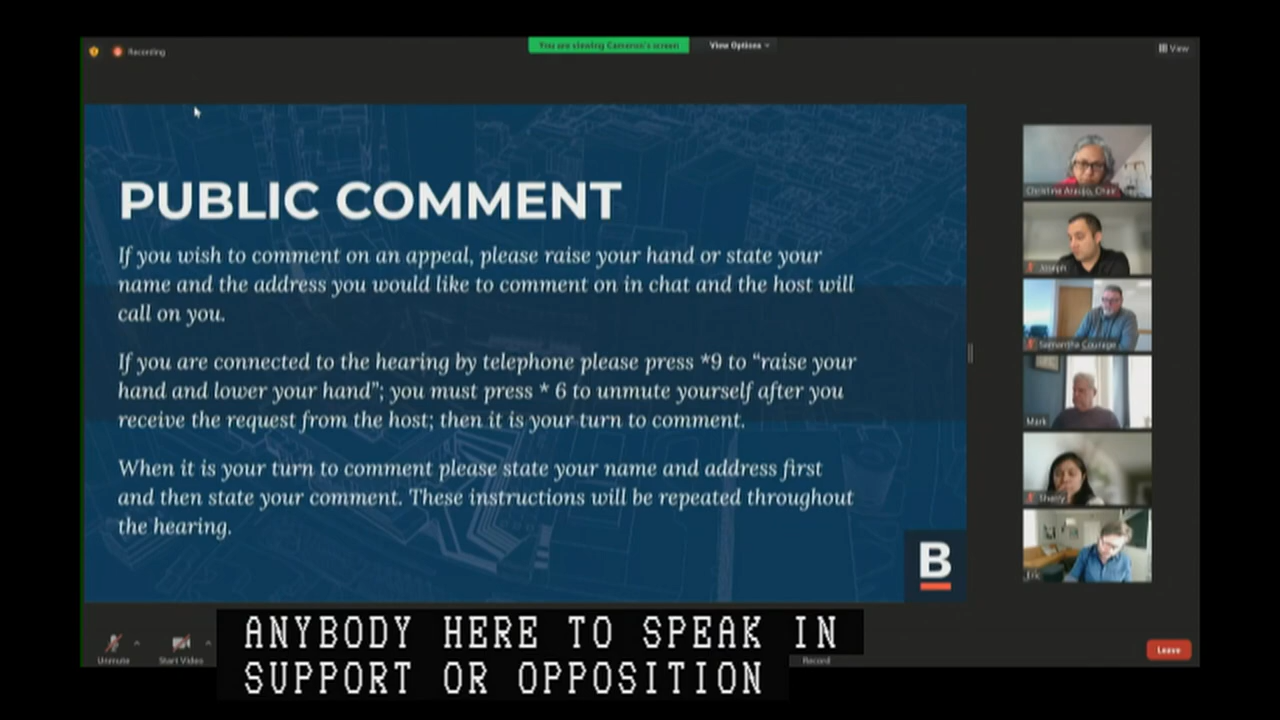 Recording
You are viewing Cameron's screen
View Options
View
PUBLIC COMMENT
If you wish to comment on an appeal, please raise your hand or state your
name and the address you would like to comment on in chat and the host will
call on you.
If you are connected to the hearing by telephone please press *9 to “raise your
hand and lower your hand”; you must press * 6 to unmute yourself after you
receive the request from the host; then it is your turn to comment.
When it is your turn to comment please state your name and address first
and then state your comment. These instructions will be repeated throughout
the hearing.
B
Christine Araujo, Chair
Joseph
Samantha Courage
Mark
Sherry
Eric
Unmute
Start Video
Record
Leave
ANYBODY HERE TO SPEAK IN
SUPPORT OR OPPOSITION